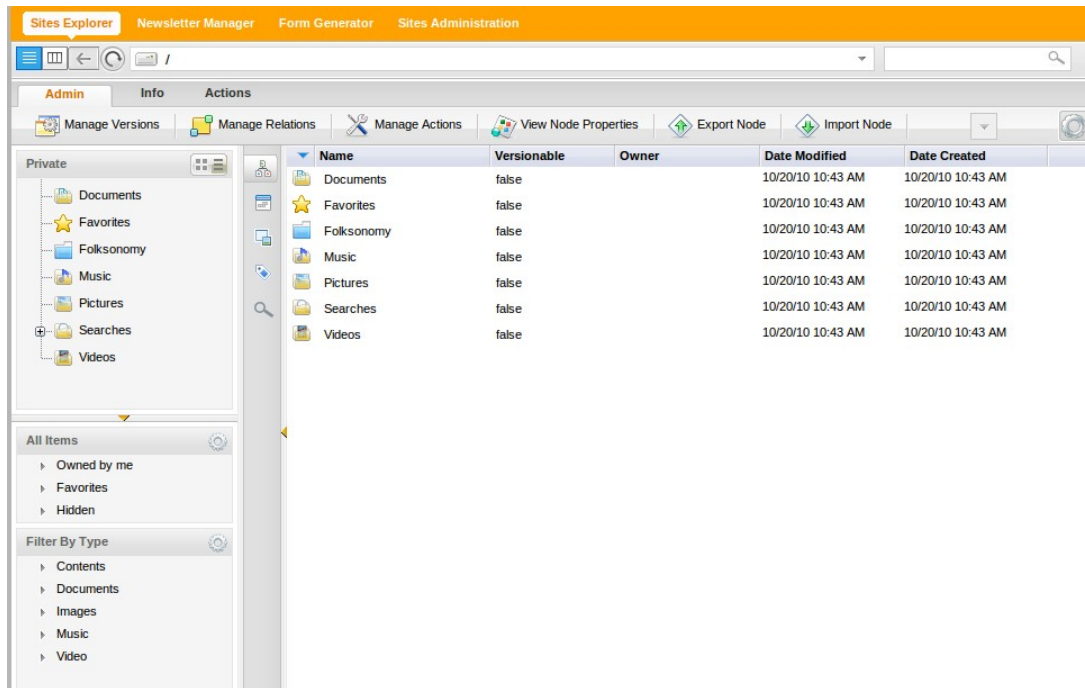 Sites Explorer Newsletter Manager Form Generator Sites Administration
/
Admin Info Actions
Manage Versions Manage Relations Manage Actions View Node Properties Export Node Import Node
Private
Documents
Favorites
Folksonomy
Music
Pictures
Searches
Videos
All Items
Owned by me
Favorites
Hidden
Filter By Type
Contents
Documents
Images
Music
Video
Name Versionable Owner Date Modified Date Created
Documents false 10/20/10 10:43 AM 10/20/10 10:43 AM
Favorites false 10/20/10 10:43 AM 10/20/10 10:43 AM
Folksonomy false 10/20/10 10:43 AM 10/20/10 10:43 AM
Music false 10/20/10 10:43 AM 10/20/10 10:43 AM
Pictures false 10/20/10 10:43 AM 10/20/10 10:43 AM
Searches false 10/20/10 10:43 AM 10/20/10 10:43 AM
Videos false 10/20/10 10:43 AM 10/20/10 10:43 AM